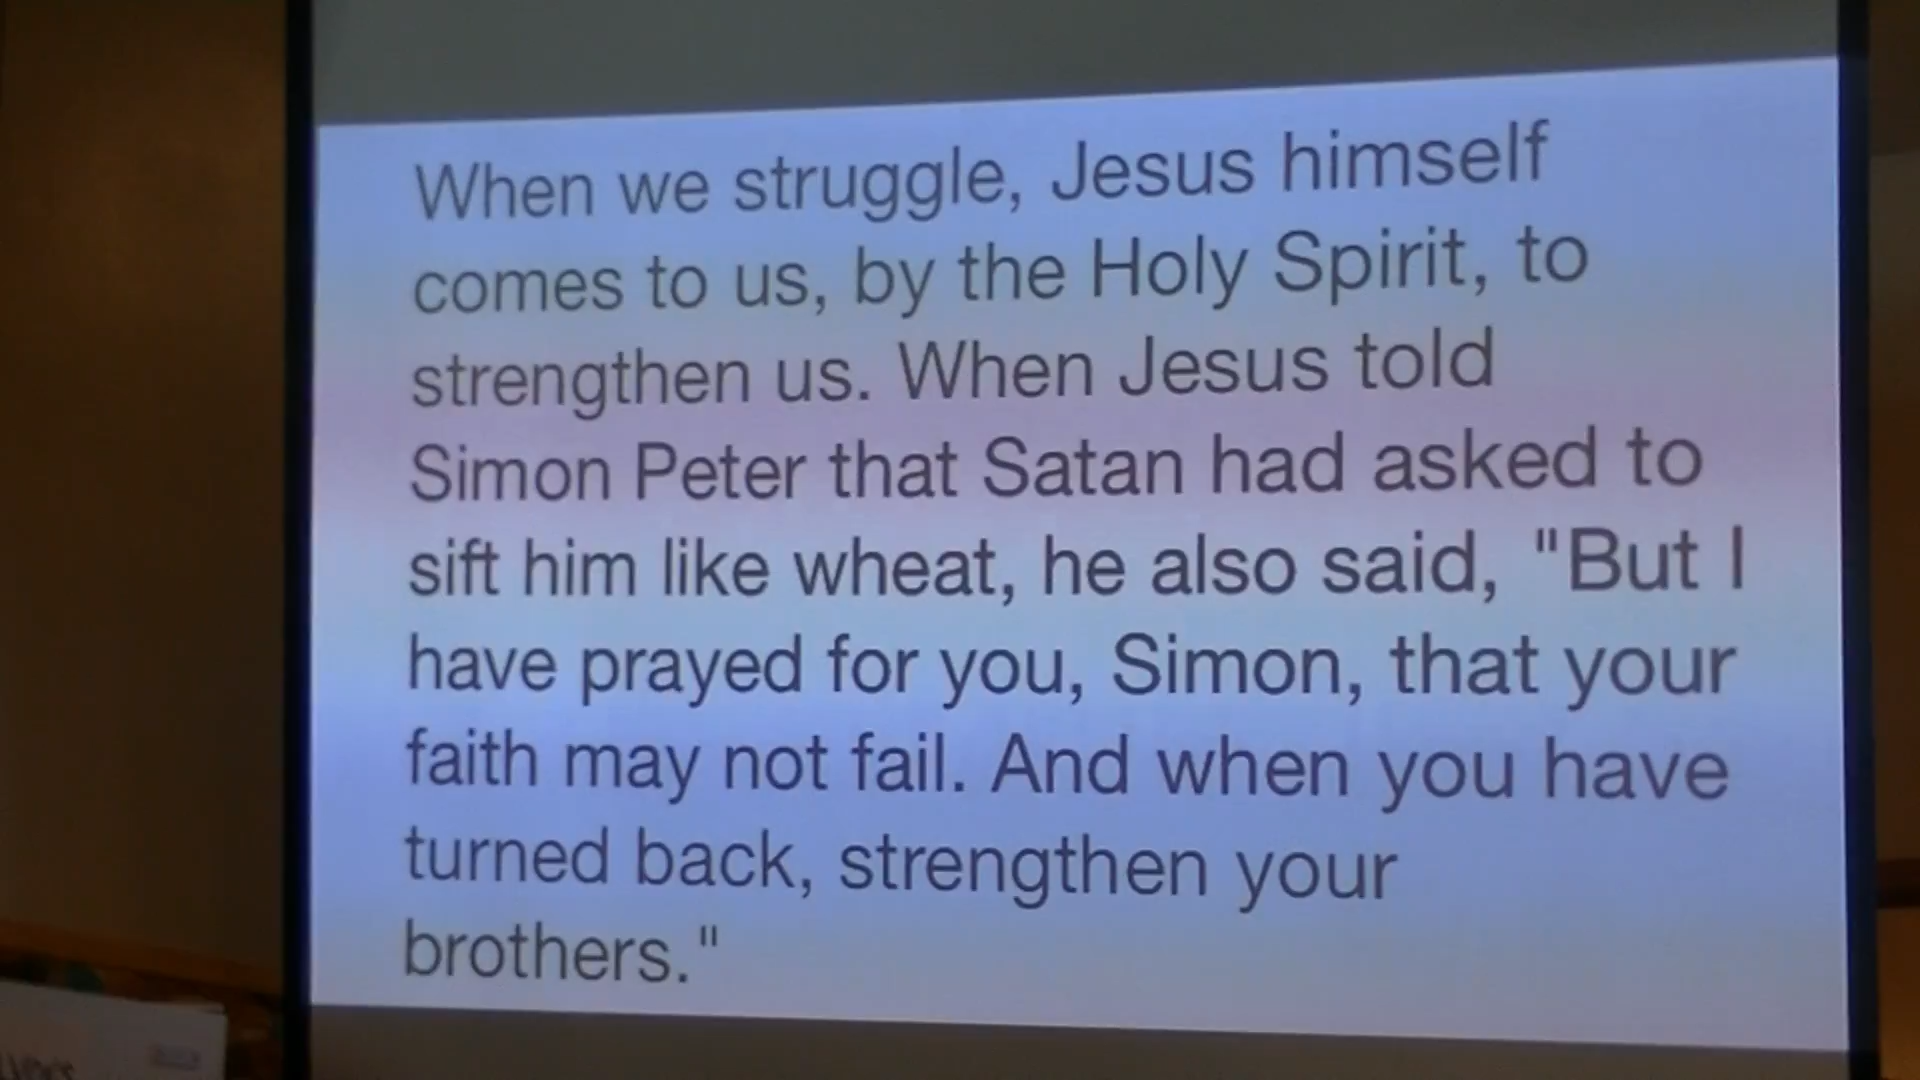 When we struggle, Jesus himself
comes to us, by the Holy Spirit, to
strengthen us. When Jesus told
Simon Peter that Satan had asked to
sift him like wheat, he also said, "But I
have prayed for you, Simon, that your
faith may not fail. And when you have
turned back, strengthen your
brothers."